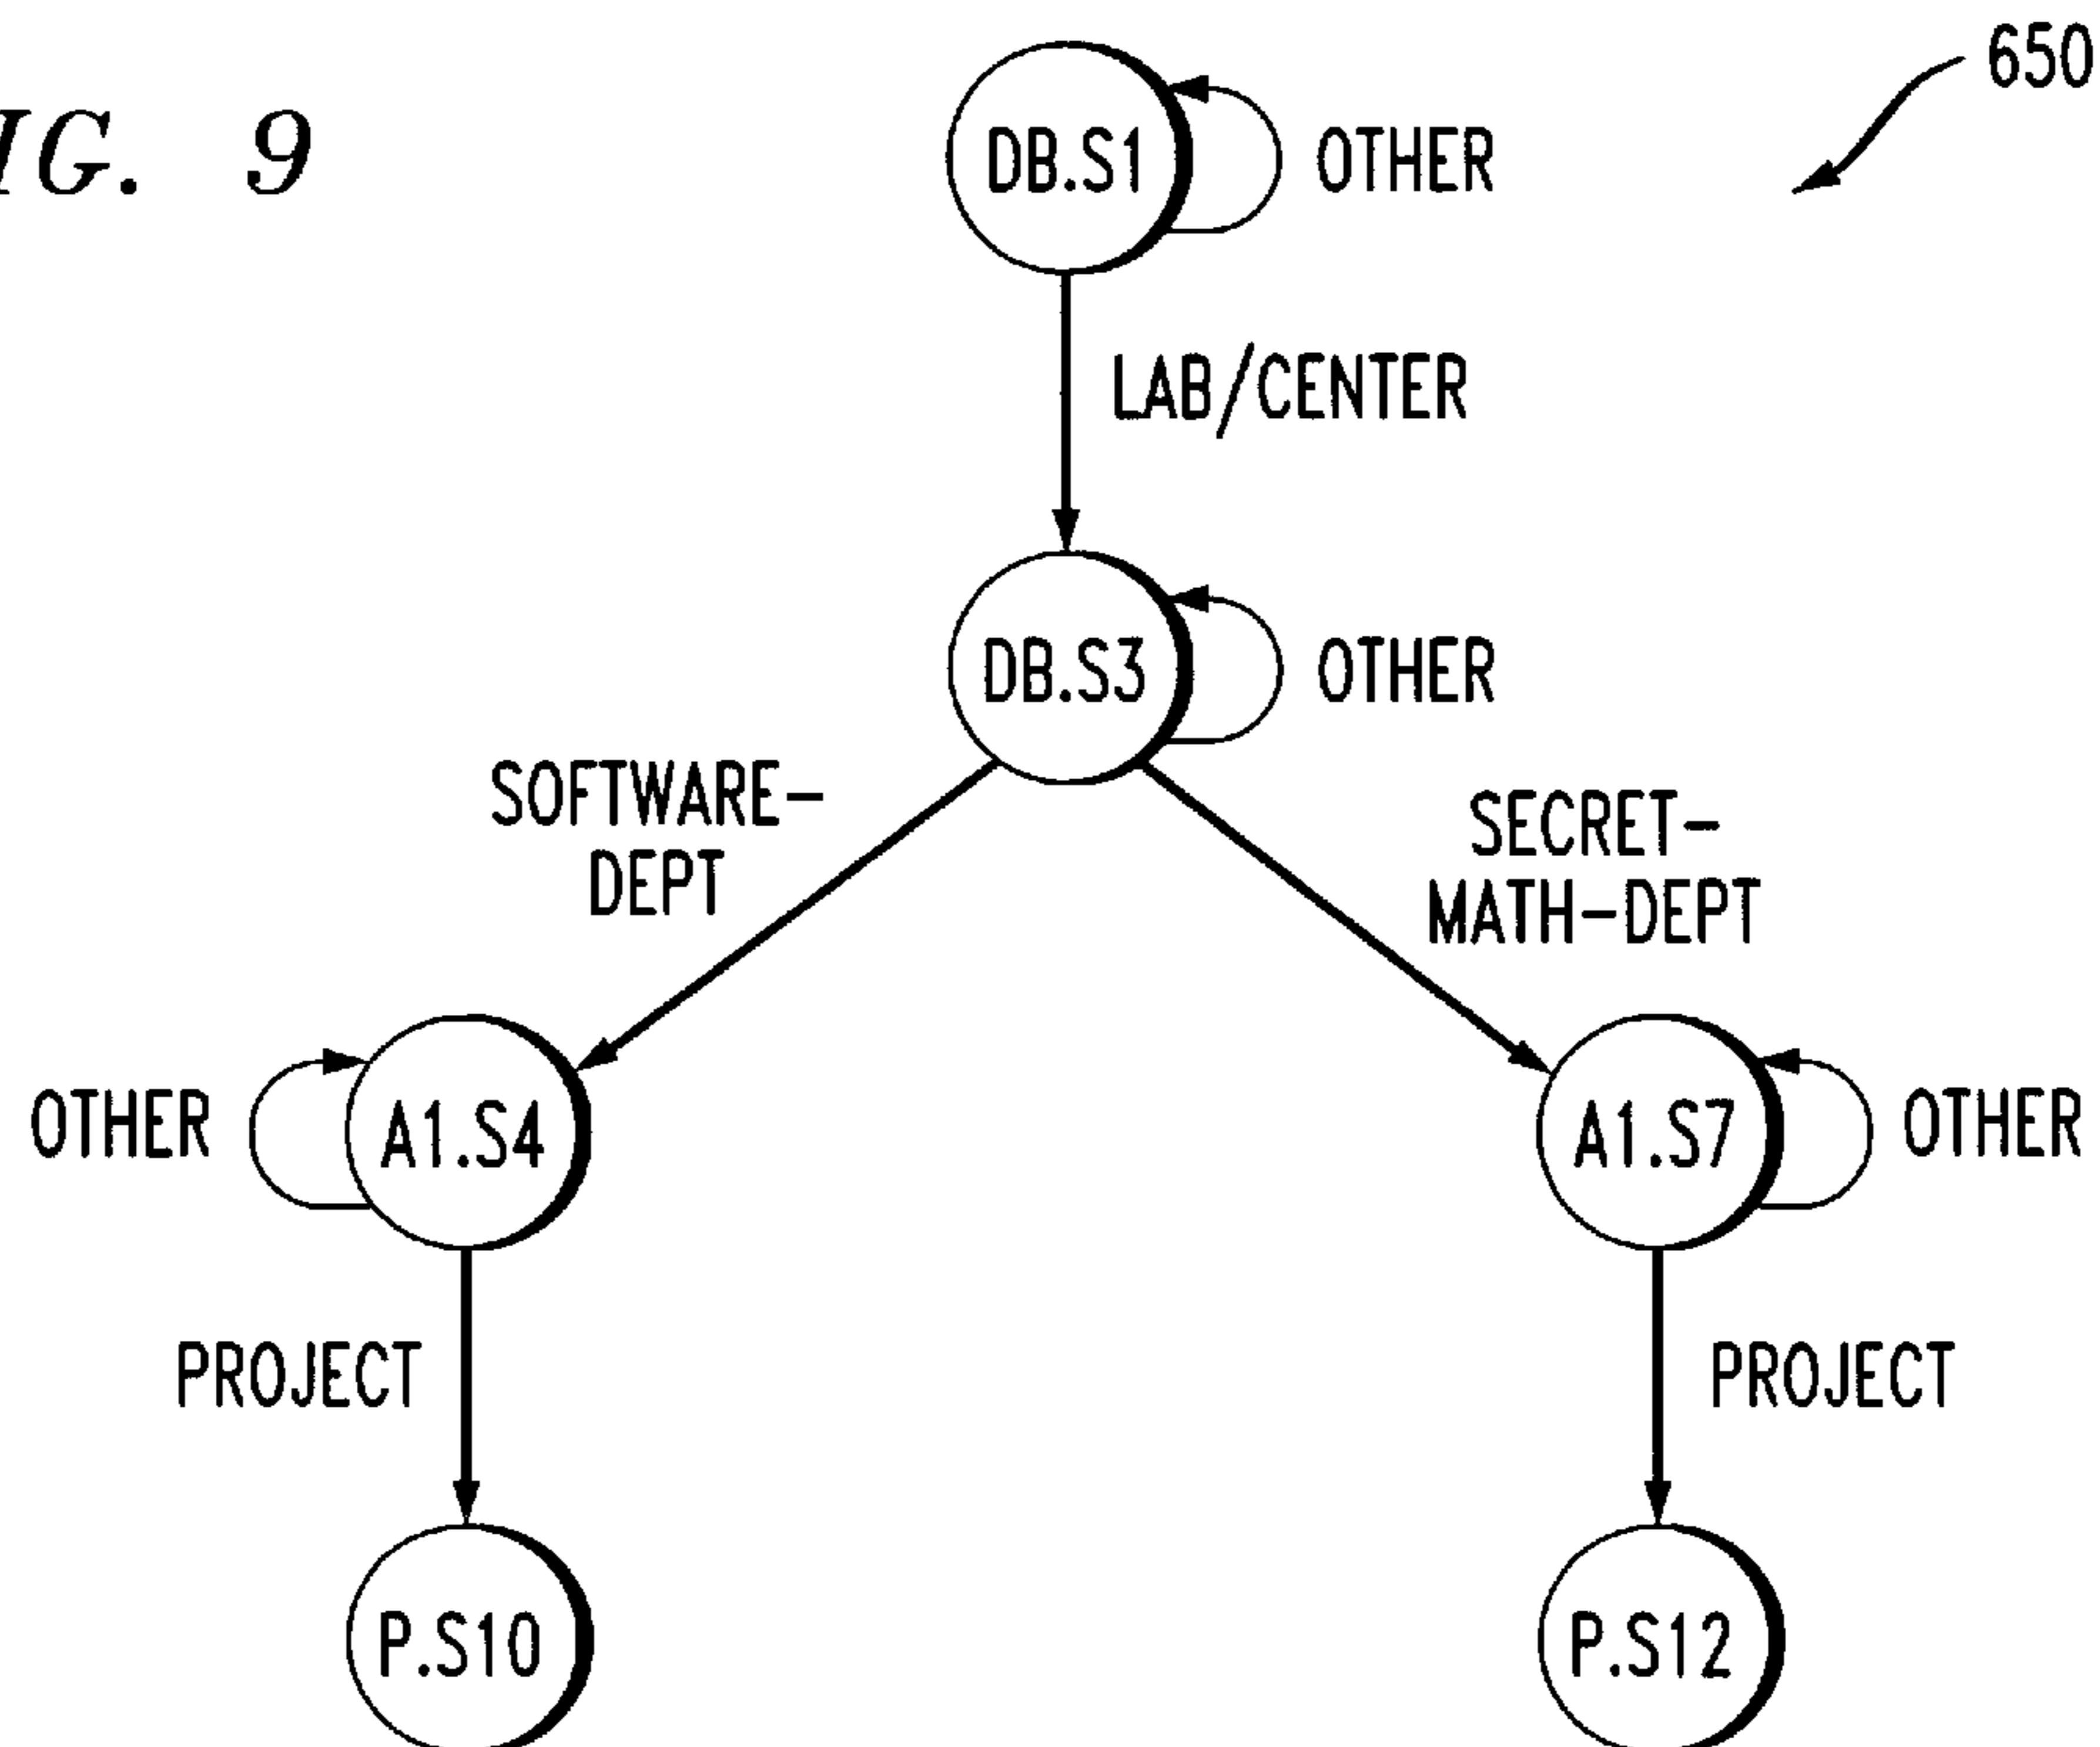 IG. 9
650
DB.S1
OTHER
LAB/CENTER
DB.S3
OTHER
SOFTWARE-
DEPT
SECRET-
MATH-DEPT
OTHER
A1.S4
A1.S7
OTHER
PROJECT
PROJECT
P.S10
P.S12